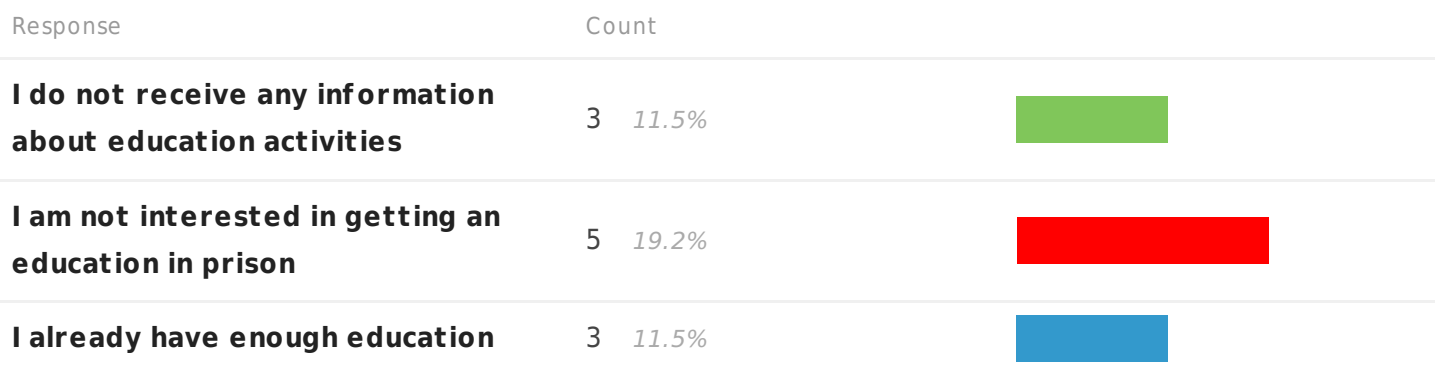 Response Count
I do not receive any information
about education activities
3 11.5%
I am not interested in getting an
education in prison
5 19.2%
I already have enough education 3 11.5%